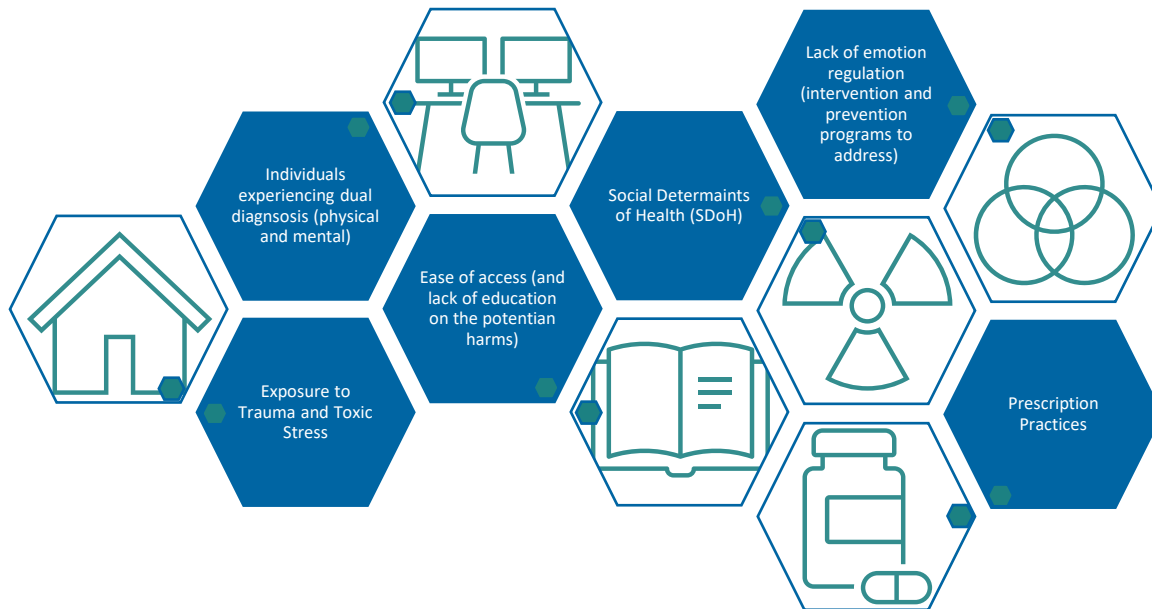 Individuals
experiencing dual
diagnsosis (physical
and mental)
Exposure to
Trauma and Toxic
Stress
Ease of access (and
lack of education
on the potentian
harms)
Social Determaints
of Health (SDoH)
Lack of emotion
regulation
(intervention and
prevention
programs to
address)
Prescription
Practices